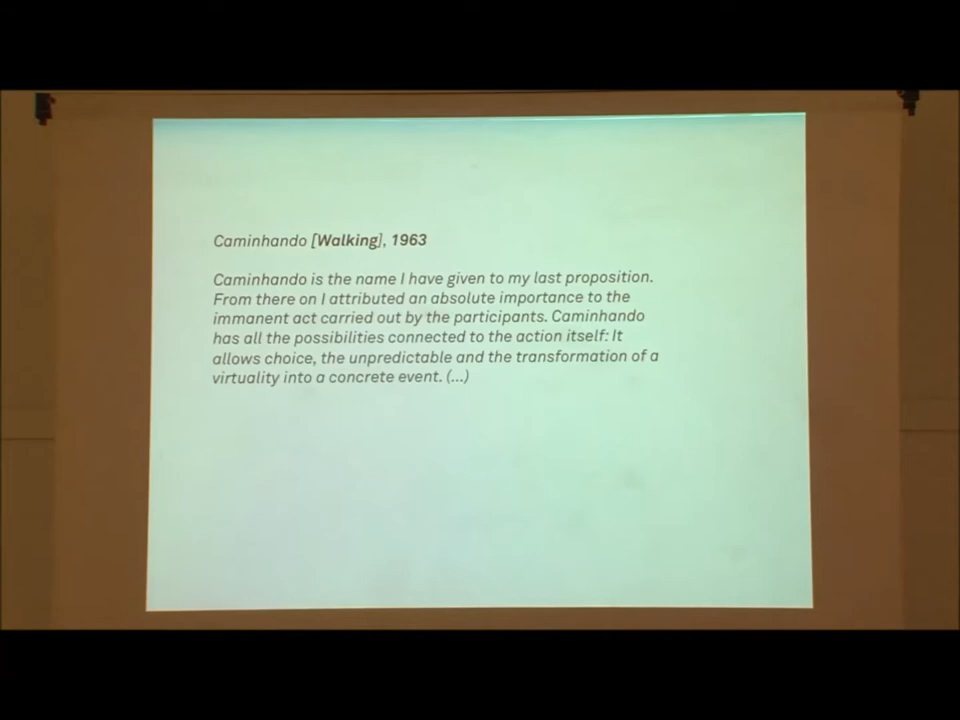 Caminhando [Walking], 1963
Caminhando is the name I have given to my last proposition.
From there on I attributed an absolute importance to the
immanent act carried out by the participants. Caminhando
has all the possibilities connected to the action itself: It
allows choice, the unpredictable and the transformation of a
virtuality into a concrete event. (...)